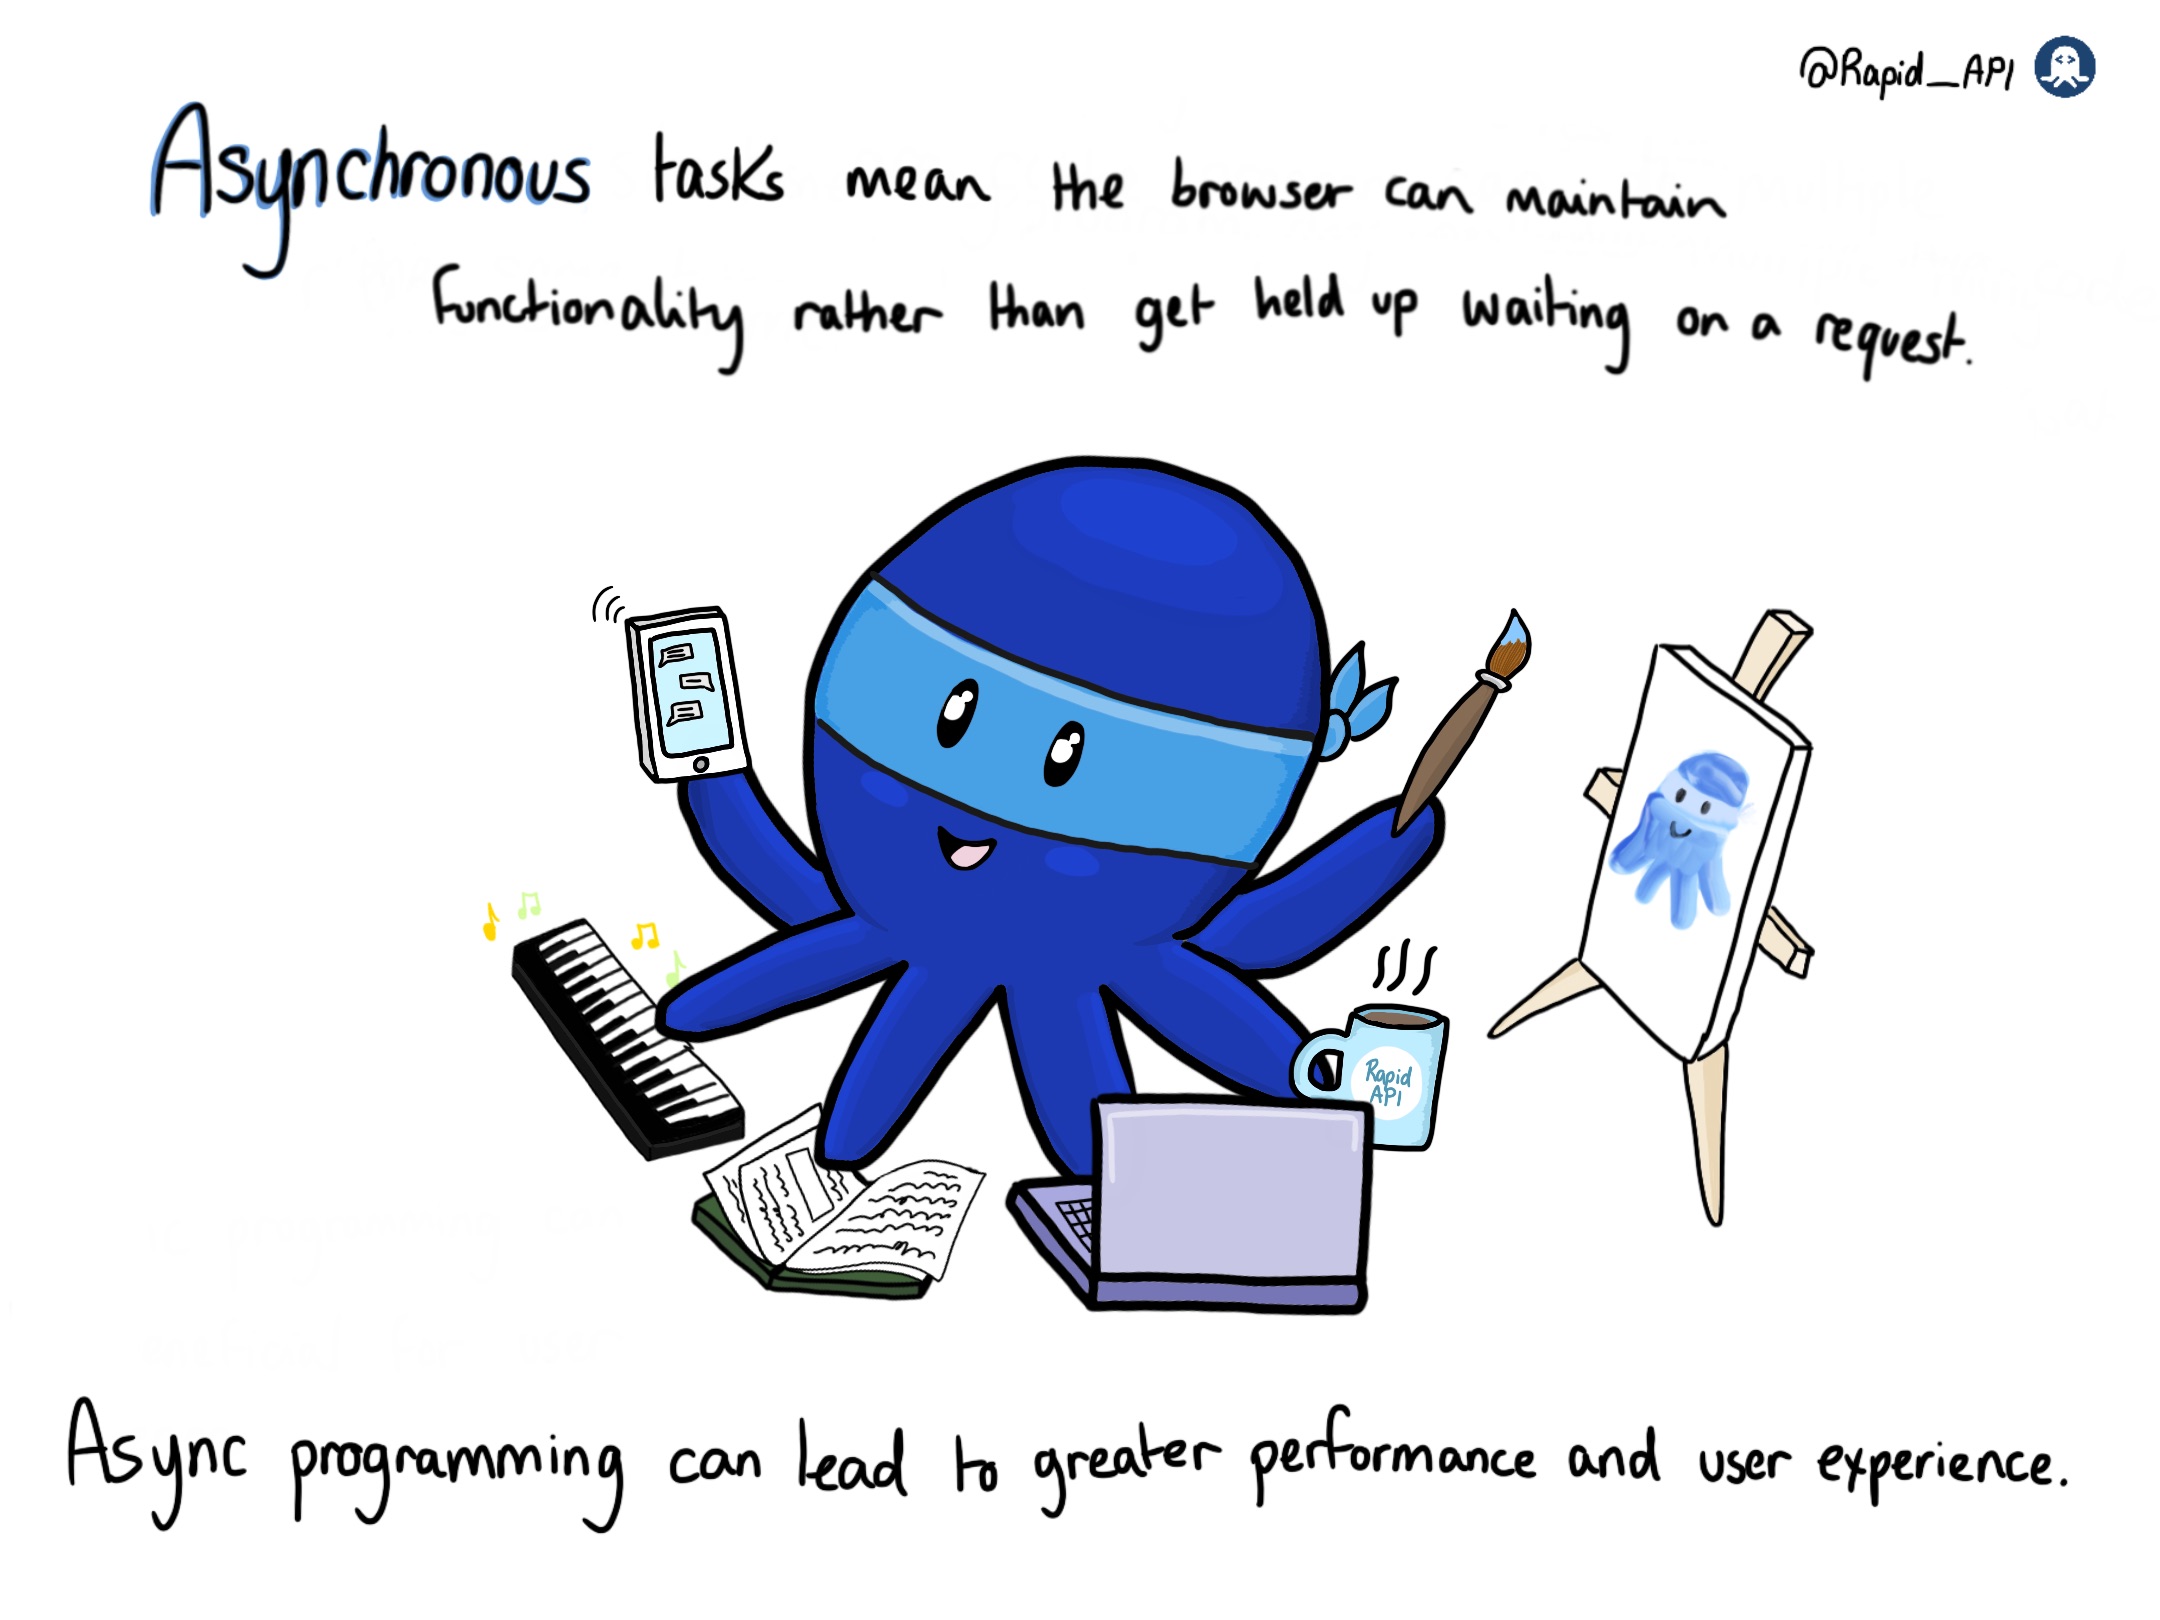 @Rapid_API
Asynchronous tasks mean the browser can maintain
functionality rather than get held up waiting on a request.
Rapid
API
Async programming can lead to greater performance and user experience.